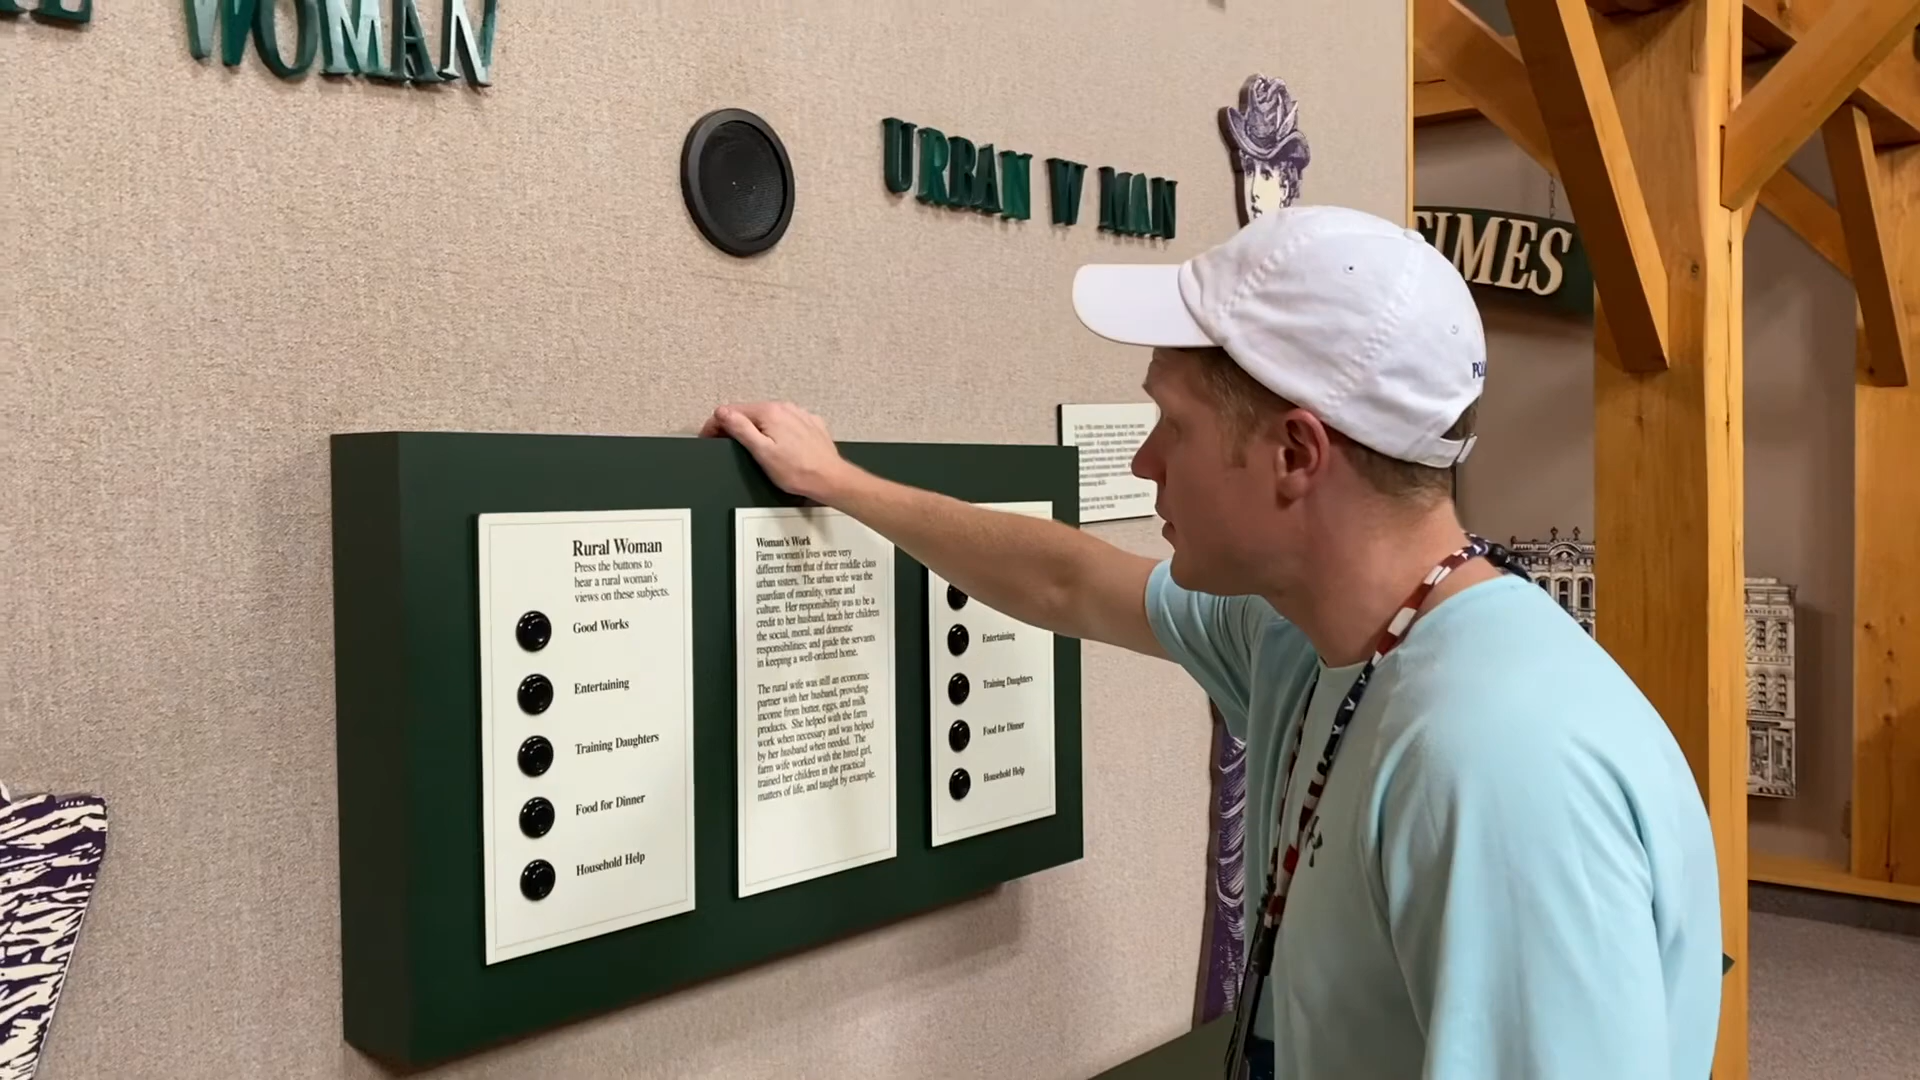 WOMAN
URBAN W MAN
TIMES
Rural Woman
Press the buttons to
hear a rural woman's
views on these subjects.
Good Works
Entertaining
Training Daughters
Food for Dinner
Household Help
Woman's Work
Farm women's lives were very
different from that of their middle class
urban sisters. The urban wife was the
guardian of morality, virtue and
culture. Her responsibility was to be a
credit to her husband, teach her children
the social, moral, and domestic
responsibilities; and guide the servants
in keeping a well-ordered home.
The rural wife was still an economic
partner with her husband, providing
income from butter, eggs, and milk
products. She helped with the farm
work when necessary and was helped
by her husband when needed. The
farm wife worked with the hired girl,
trained her children in the practical
matters of life, and taught by example.
Entertaining
Training Daughters
Food for Dinner
Household Help